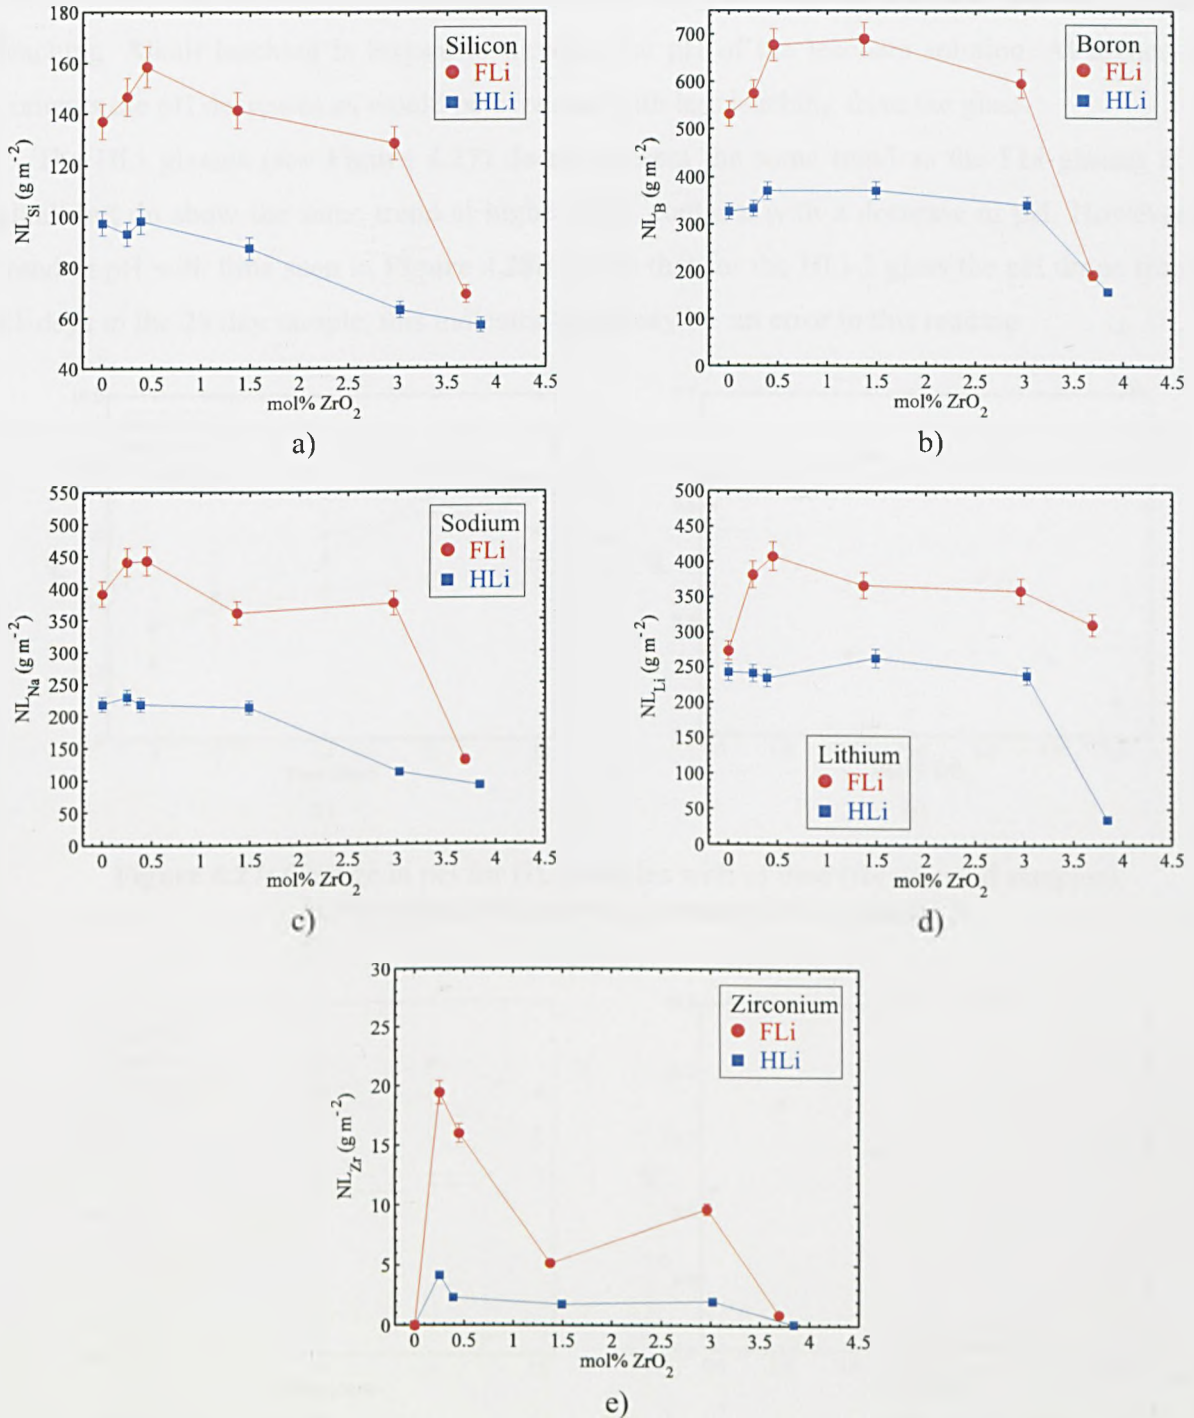 180
160
140
120
100
80
60
40
NL_Si (g m^-2)
Silicon
FLi
HLi
0 0.5 1 1.5 2 2.5 3 3.5 4 4.5
mol% ZrO₂
a)
700
600
500
400
300
200
100
0
NL_B (g m^-2)
Boron
FLi
HLi
0 0.5 1 1.5 2 2.5 3 3.5 4 4.5
mol% ZrO₂
b)
550
500
450
400
350
300
250
200
150
100
50
0
NL_Na (g m^-2)
Sodium
FLi
HLi
0 0.5 1 1.5 2 2.5 3 3.5 4 4.5
mol% ZrO₂
c)
500
450
400
350
300
250
200
150
100
50
0
NL_Li (g m^-2)
Lithium
FLi
HLi
0 0.5 1 1.5 2 2.5 3 3.5 4 4.5
mol% ZrO₂
d)
30
25
20
15
10
5
0
NL_Zr (g m^-2)
Zirconium
FLi
HLi
0 0.5 1 1.5 2 2.5 3 3.5 4 4.5
mol% ZrO₂
e)